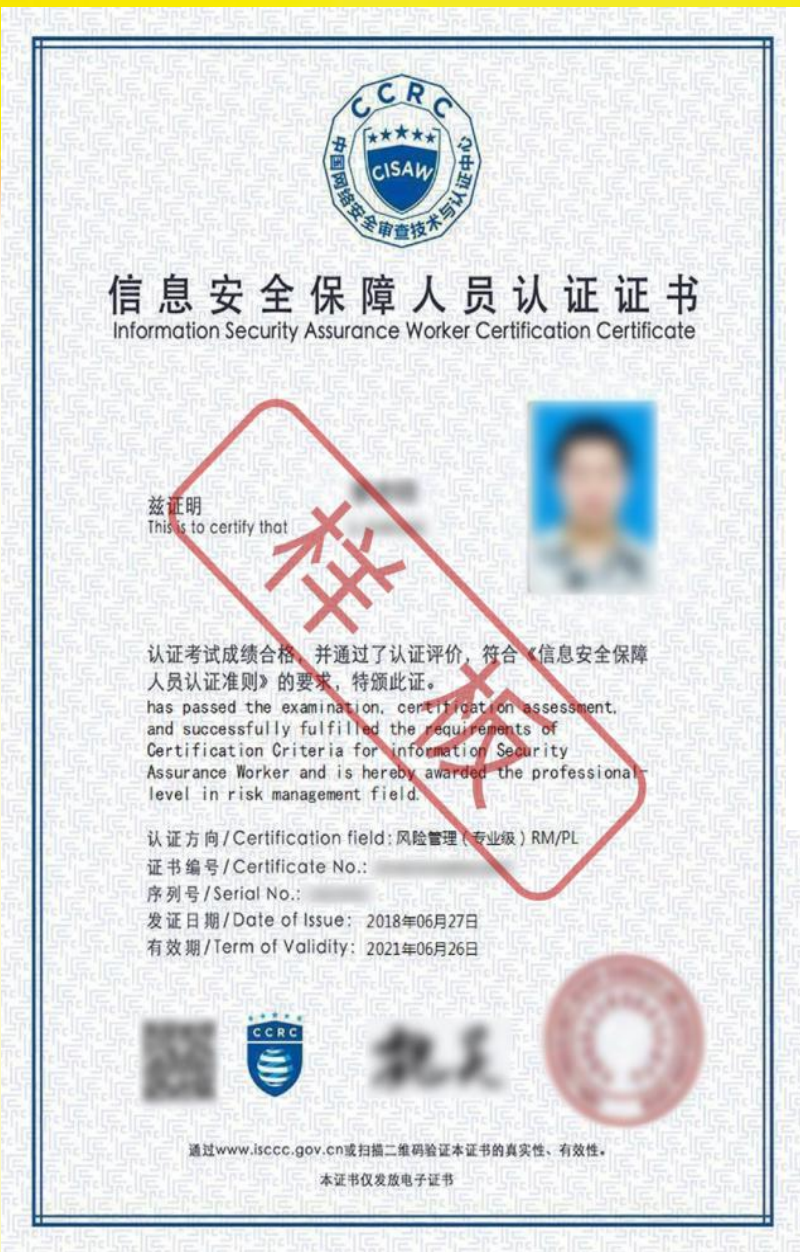 CCRC
★★★★★
CISAW
中国网络安全审查技术与认证中心
信息安全保障人员认证证书
Information Security Assurance Worker Certification Certificate
兹证明
This is to certify that
样板
认证考试成绩合格，并通过了认证评价，符合《信息安全保障
人员认证准则》的要求，特颁此证。
has passed the examination, certification assessment,
and successfully fulfilled the requirements of
Certification Criteria for information Security
Assurance Worker and is hereby awarded the professional-
level in risk management field.
认证方向/Certification field:风险管理（专业级）RM/PL
证书编号/Certificate No.:
序列号/Serial No.:
发证日期/Date of Issue: 2018年06月27日
有效期/Term of Validity: 2021年06月26日
CCRC
通过www.isccc.gov.cn或扫描二维码验证本证书的真实性、有效性。
本证书仅发放电子证书